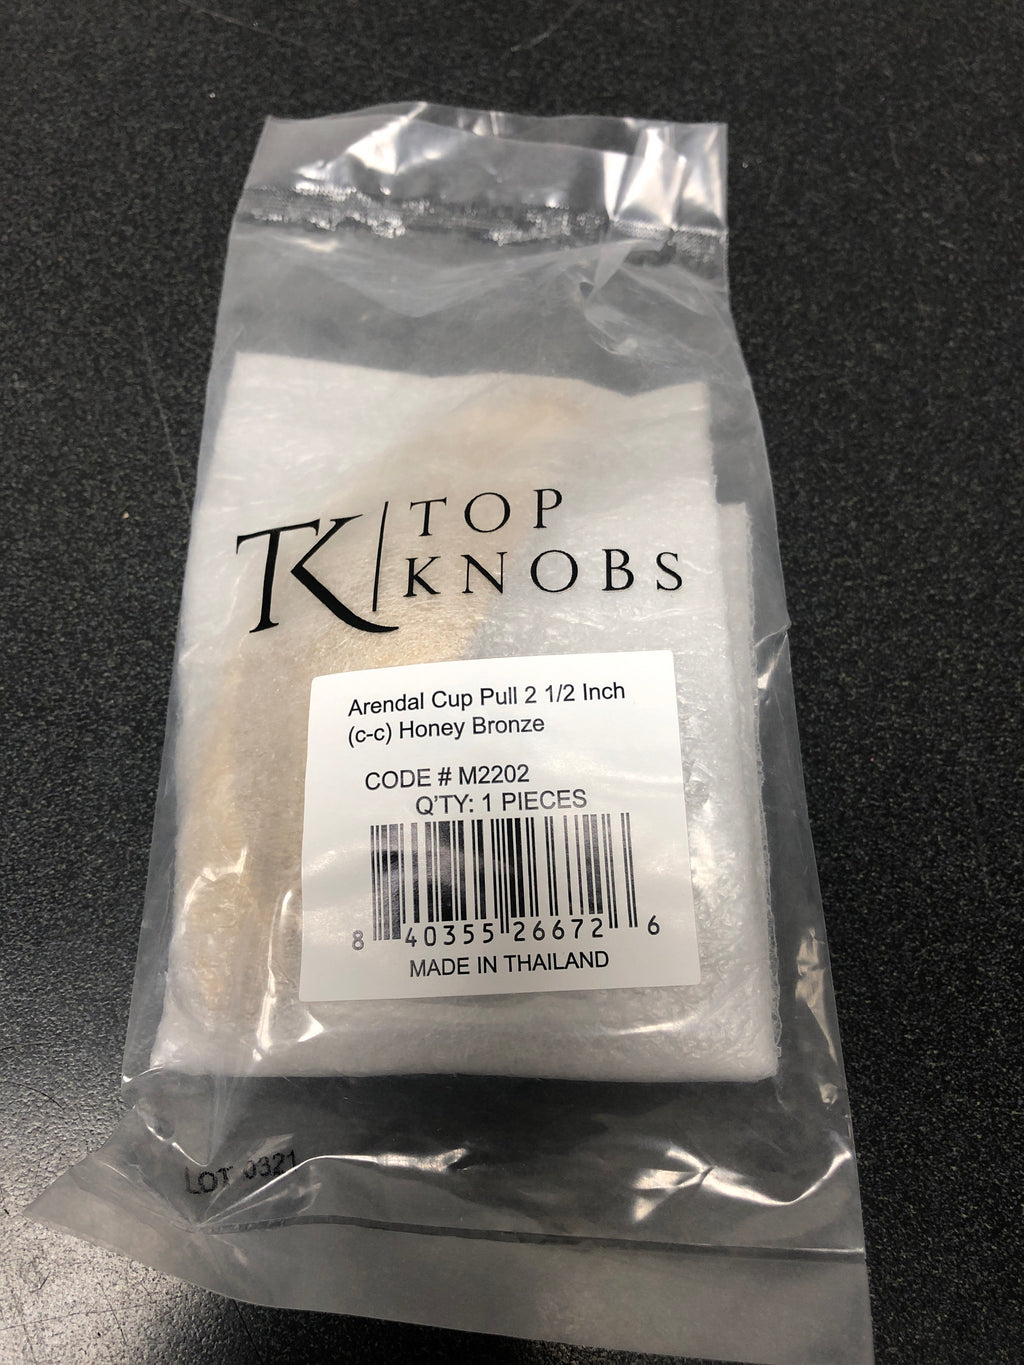 TK TOP
KNOBS
Arendal Cup Pull 2 1/2 Inch
(c-c) Honey Bronze
CODE # M2202
Q'TY: 1 PIECES
8 40355 26672 6
MADE IN THAILAND
LOT 0321